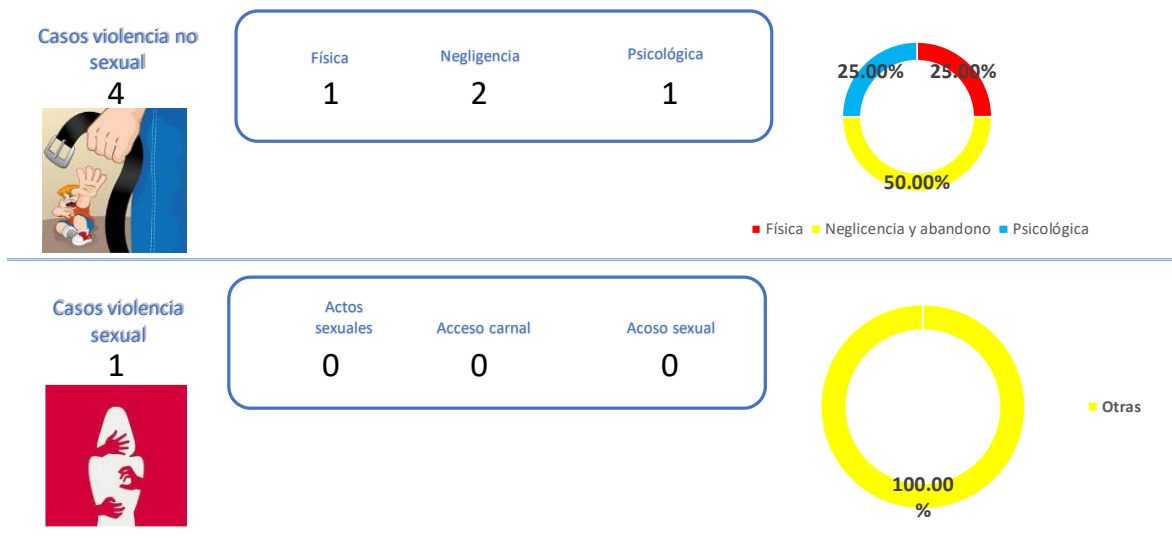 Casos violencia no
sexual
4
Física
Negligencia
Psicológica
1
2
1
25.00%
25.00%
50.00%
Física
Neglicencia y abandono
Psicológica
Casos violencia
sexual
1
Actos
sexuales
Acceso carnal
Acoso sexual
0
0
0
100.00
%
Otras